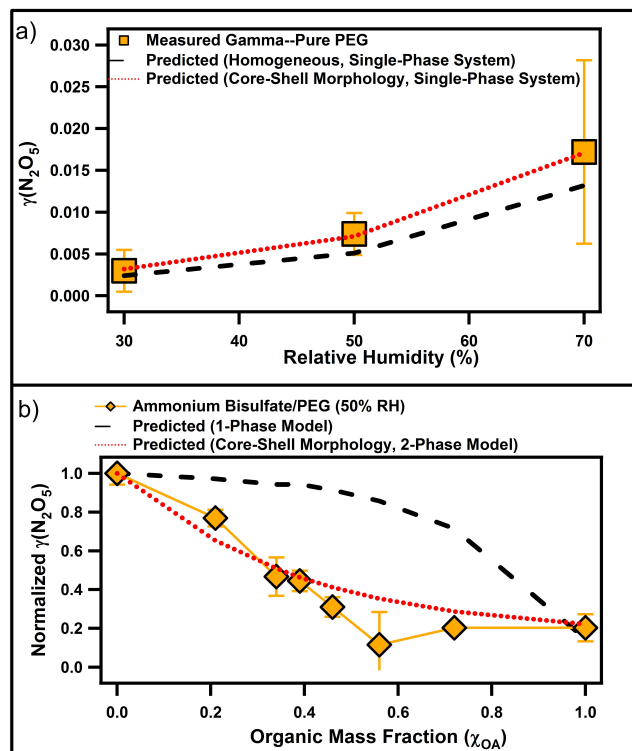 a)
Measured Gamma--Pure PEG
Predicted (Homogeneous, Single-Phase System)
Predicted (Core-Shell Morphology, Single-Phase System)
γ(N₂O₅)
0.030
0.025
0.020
0.015
0.010
0.005
0.000
30 40 50 60 70
Relative Humidity (%)
b)
Ammonium Bisulfate/PEG (50% RH)
Predicted (1-Phase Model)
Predicted (Core-Shell Morphology, 2-Phase Model)
Normalized γ(N₂O₅)
1.0
0.8
0.6
0.4
0.2
0.0
0.0 0.2 0.4 0.6 0.8 1.0
Organic Mass Fraction (χOA)